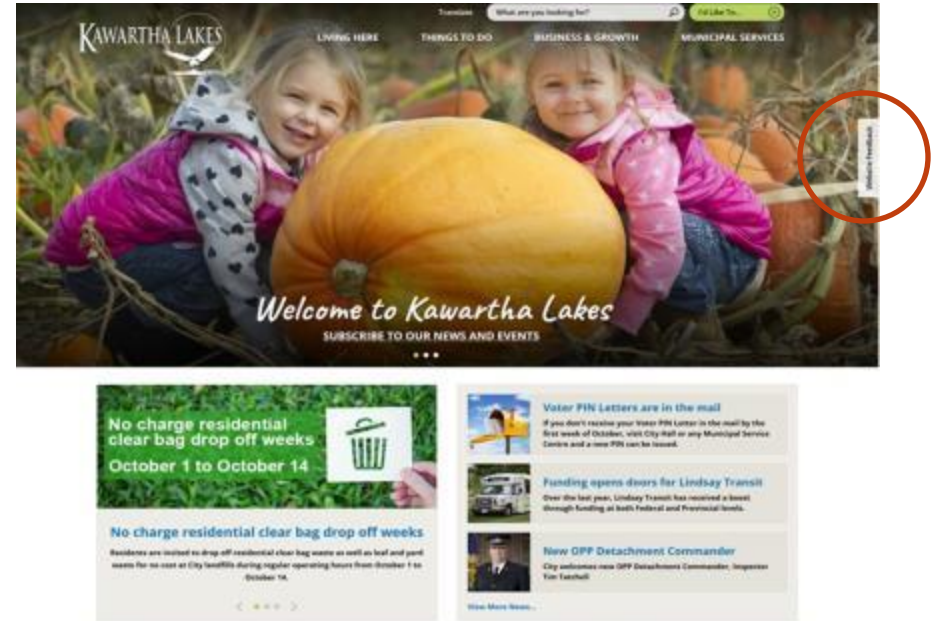 Translate
What are you looking for?
I'd Like To...
KAWARTHA LAKES
LIVING HERE
THINGS TO DO
BUSINESS & GROWTH
MUNICIPAL SERVICES
Website Feedback
Welcome to Kawartha Lakes
SUBSCRIBE TO OUR NEWS AND EVENTS
No charge residential
clear bag drop off weeks
October 1 to October 14
No charge residential clear bag drop off weeks
Residents are invited to drop off residential clear bag waste as well as leaf and yard
waste for no cost at City landfills during regular operating hours from October 1 to
October 14.
Voter PIN Letters are in the mail
If you don't receive your Voter PIN Letter in the mail by the
first week of October, visit City Hall or any Municipal Service
Centre and a new PIN can be issued.
Funding opens doors for Lindsay Transit
Over the last year, Lindsay Transit has received a boost
through funding at both Federal and Provincial levels.
New OPP Detachment Commander
City welcomes new OPP Detachment Commander, Inspector
Tim Tatchell
View More News...